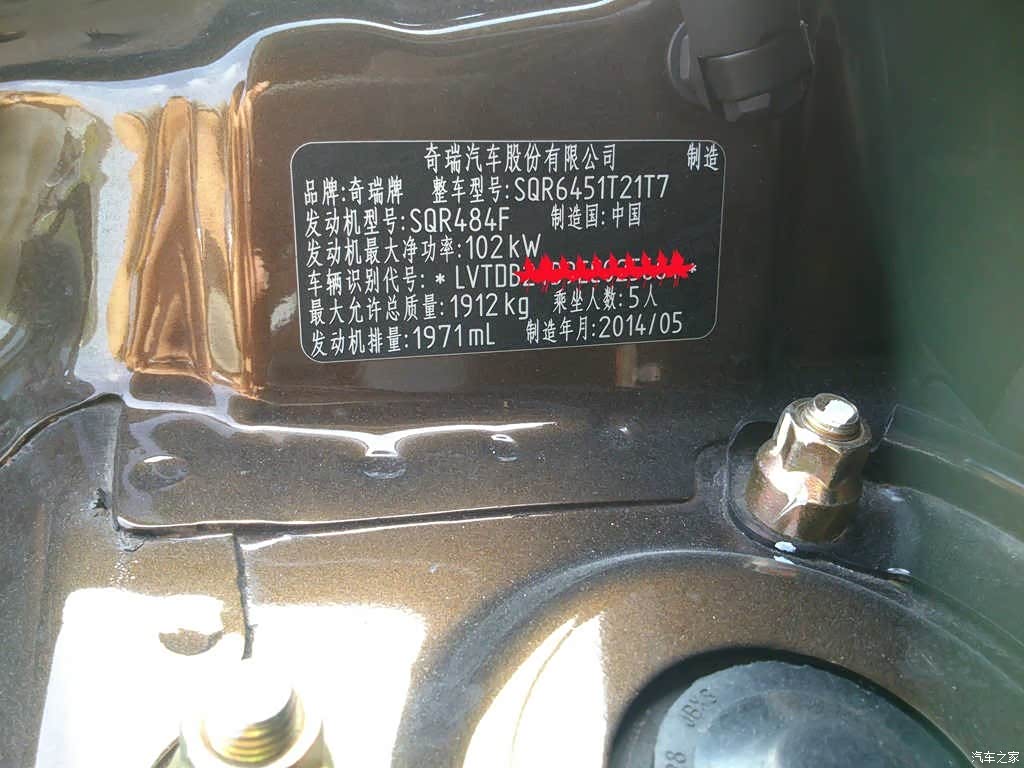 奇瑞汽车股份有限公司 制造
品牌:奇瑞牌 整车型号:SQR6451T21T7
发动机型号:SQR484F 制造国:中国
发动机最大净功率:102kW
车辆识别代号:*LVTDB
最大允许总质量:1912kg 乘坐人数:5人
发动机排量:1971mL 制造年月:2014/05
汽车之家